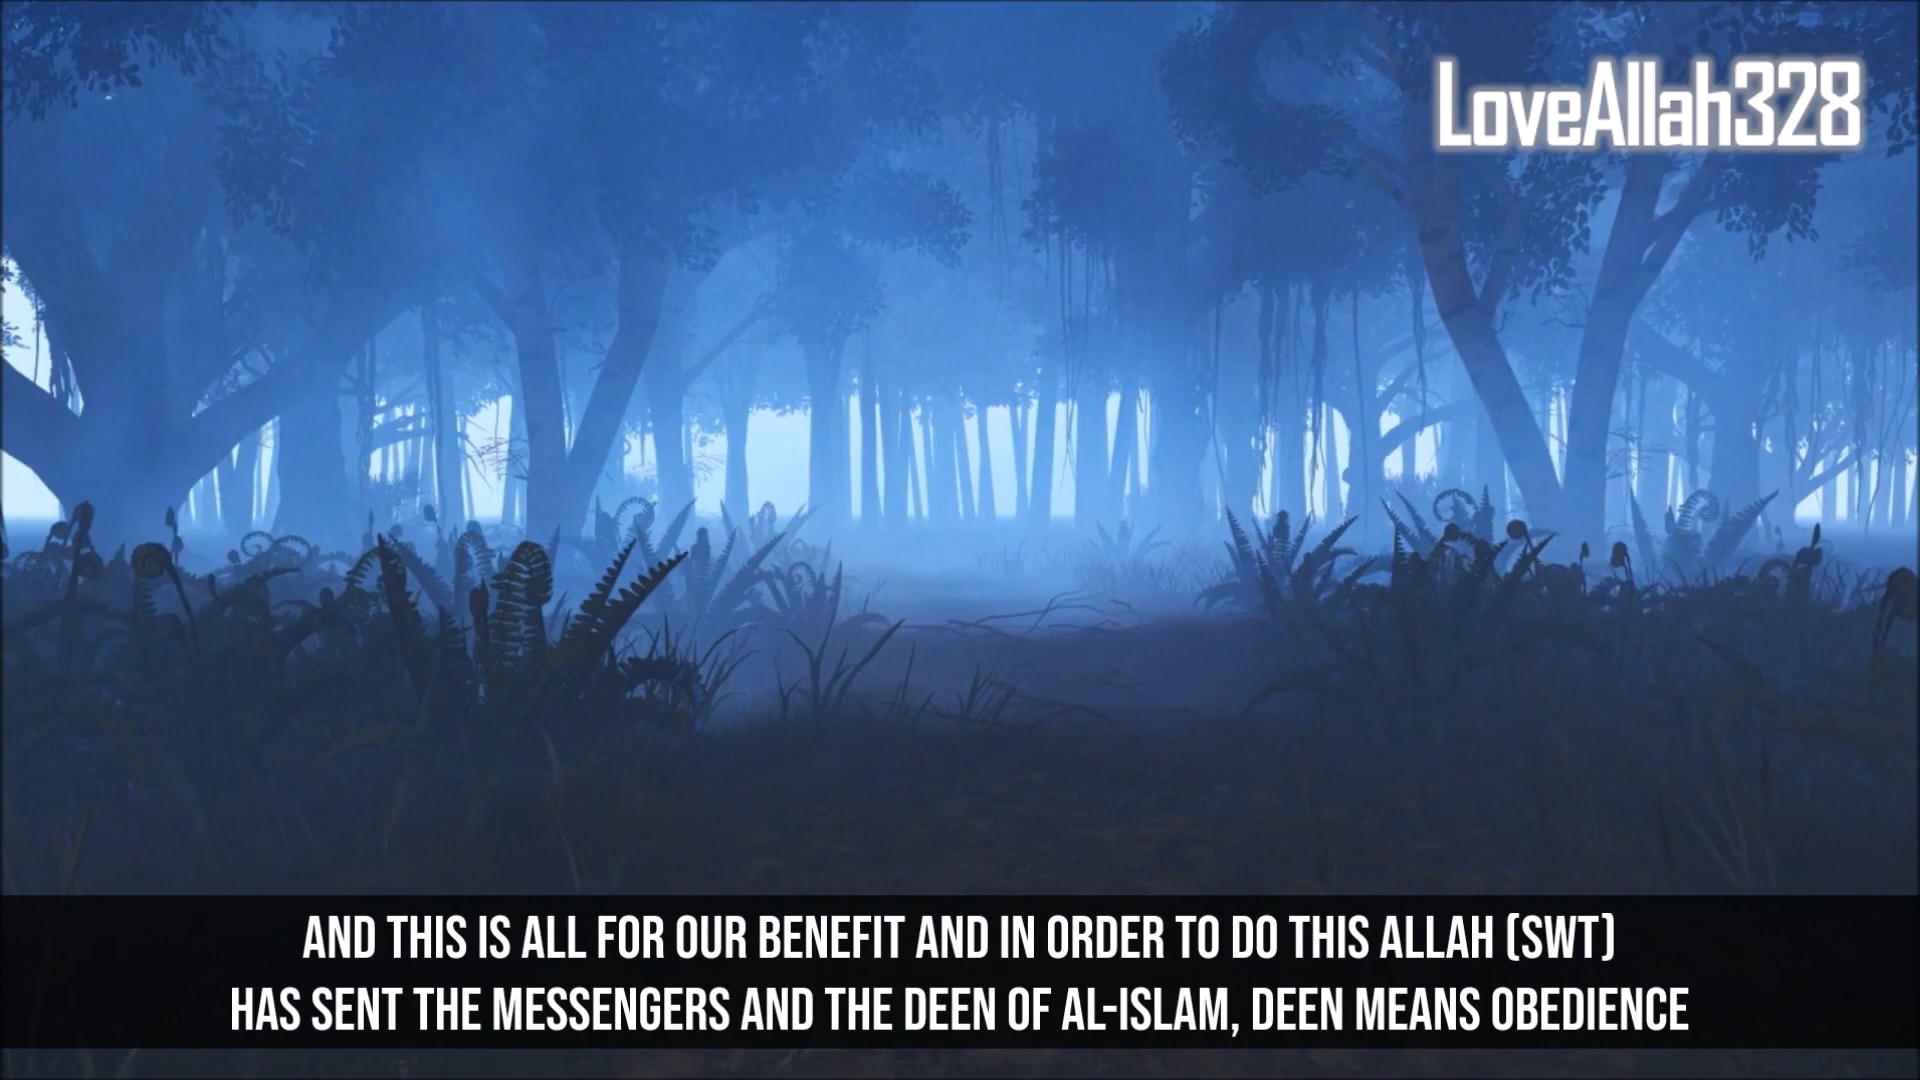 LoveAllah328
AND THIS IS ALL FOR OUR BENEFIT AND IN ORDER TO DO THIS ALLAH (SWT)
HAS SENT THE MESSENGERS AND THE DEEN OF AL-ISLAM, DEEN MEANS OBEDIENCE